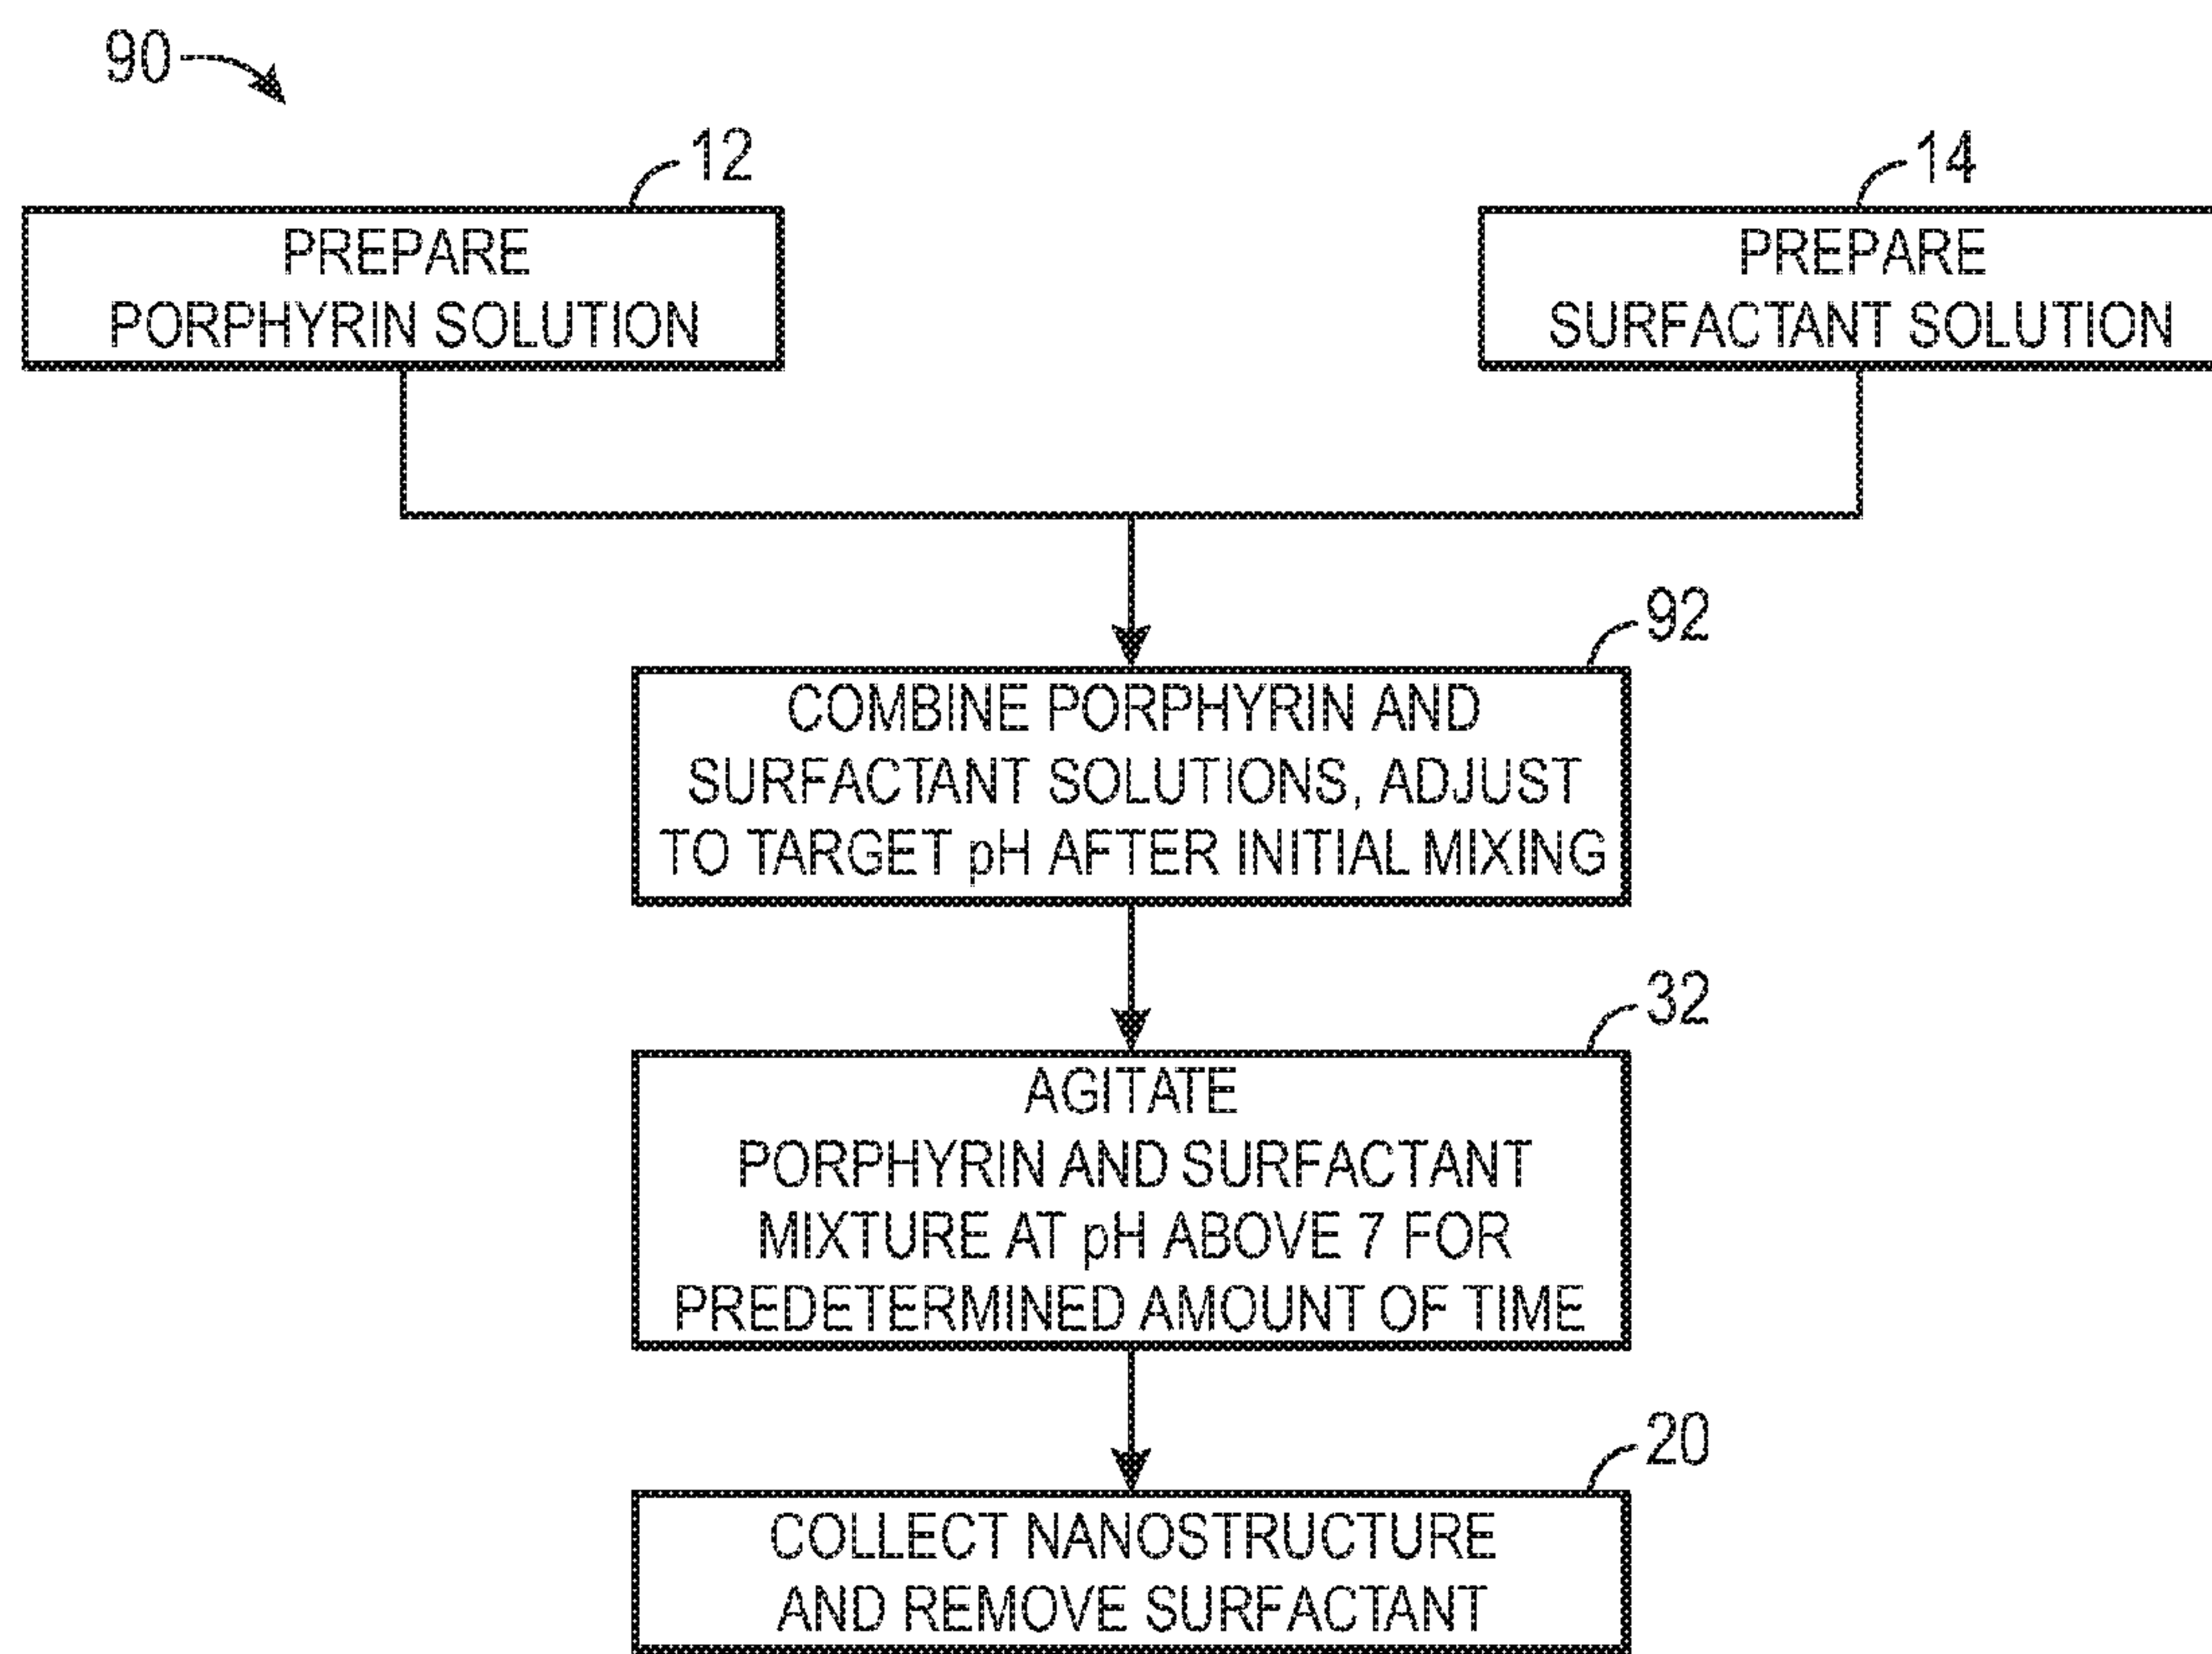 90
12
14
PREPARE
PORPHYRIN SOLUTION
PREPARE
SURFACTANT SOLUTION
92
COMBINE PORPHYRIN AND
SURFACTANT SOLUTIONS, ADJUST
TO TARGET pH AFTER INITIAL MIXING
32
AGITATE
PORPHYRIN AND SURFACTANT
MIXTURE AT pH ABOVE 7 FOR
PREDETERMINED AMOUNT OF TIME
20
COLLECT NANOSTRUCTURE
AND REMOVE SURFACTANT